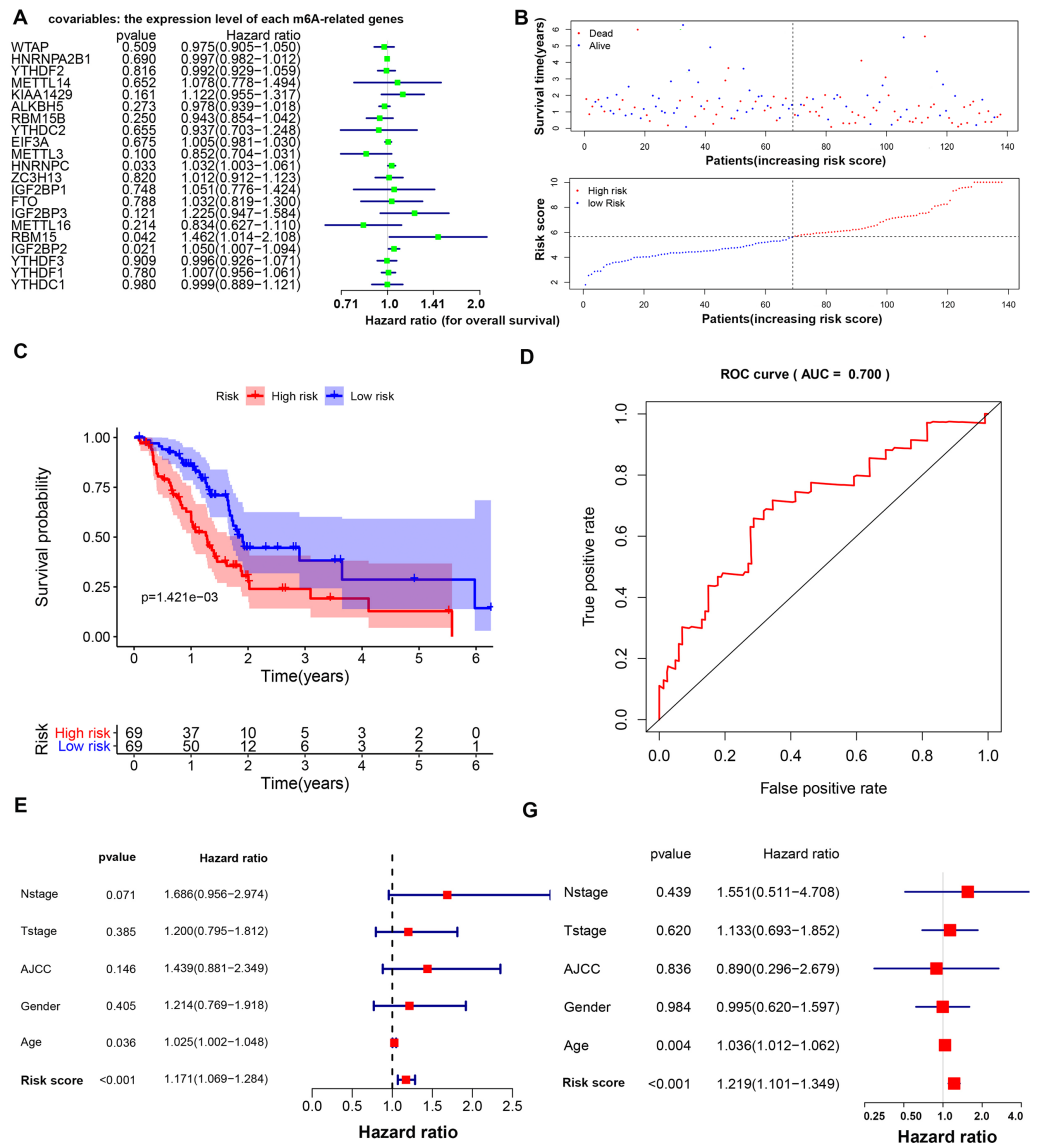 A
covariables: the expression level of each m6A-related genes
pvalue Hazard ratio
WTAP 0.509 0.975(0.905−1.050)
HNRNPA2B1 0.690 0.997(0.982−1.012)
YTHDF2 0.816 0.992(0.929−1.059)
METTL14 0.652 1.078(0.778−1.494)
KIAA1429 0.161 1.122(0.955−1.317)
ALKBH5 0.273 0.978(0.939−1.018)
RBM15B 0.250 0.943(0.854−1.042)
YTHDC2 0.655 0.937(0.703−1.248)
EIF3A 0.675 1.005(0.981−1.030)
METTL3 0.100 0.852(0.704−1.031)
HNRNPC 0.033 1.032(1.003−1.061)
ZC3H13 0.820 1.012(0.912−1.123)
IGF2BP1 0.748 1.051(0.776−1.424)
FTO 0.788 1.032(0.819−1.300)
IGF2BP3 0.121 1.225(0.947−1.584)
METTL16 0.214 0.834(0.627−1.110)
RBM15 0.042 1.462(1.014−2.108)
IGF2BP2 0.021 1.050(1.007−1.094)
YTHDF3 0.909 0.996(0.926−1.071)
YTHDF1 0.780 1.007(0.956−1.061)
YTHDC1 0.980 0.999(0.889−1.121)
0.71 1.0 1.41 2.0
Hazard ratio (for overall survival)
B
Survival time(years)
6
5
4
3
2
1
0
Dead
Alive
0 20 40 60 80 100 120 140
Patients(increasing risk score)
Risk score
10
8
6
4
2
High risk
low Risk
0 20 40 60 80 100 120 140
Patients(increasing risk score)
C
Risk High risk Low risk
Survival probability
1.00
0.75
0.50
0.25
0.00
p=1.421e−03
0 1 2 3 4 5 6
Time(years)
Risk
High risk 69 37 10 5 3 2 0
Low risk 69 50 12 6 3 2 1
0 1 2 3 4 5 6
Time(years)
D
ROC curve ( AUC = 0.700 )
True positive rate
1.0
0.8
0.6
0.4
0.2
0.0
0.0 0.2 0.4 0.6 0.8 1.0
False positive rate
E
pvalue Hazard ratio
Nstage 0.071 1.686(0.956−2.974)
Tstage 0.385 1.200(0.795−1.812)
AJCC 0.146 1.439(0.881−2.349)
Gender 0.405 1.214(0.769−1.918)
Age 0.036 1.025(1.002−1.048)
Risk score <0.001 1.171(1.069−1.284)
0.0 0.5 1.0 1.5 2.0 2.5
Hazard ratio
G
pvalue Hazard ratio
Nstage 0.439 1.551(0.511−4.708)
Tstage 0.620 1.133(0.693−1.852)
AJCC 0.836 0.890(0.296−2.679)
Gender 0.984 0.995(0.620−1.597)
Age 0.004 1.036(1.012−1.062)
Risk score <0.001 1.219(1.101−1.349)
0.25 0.50 1.0 2.0 4.0
Hazard ratio